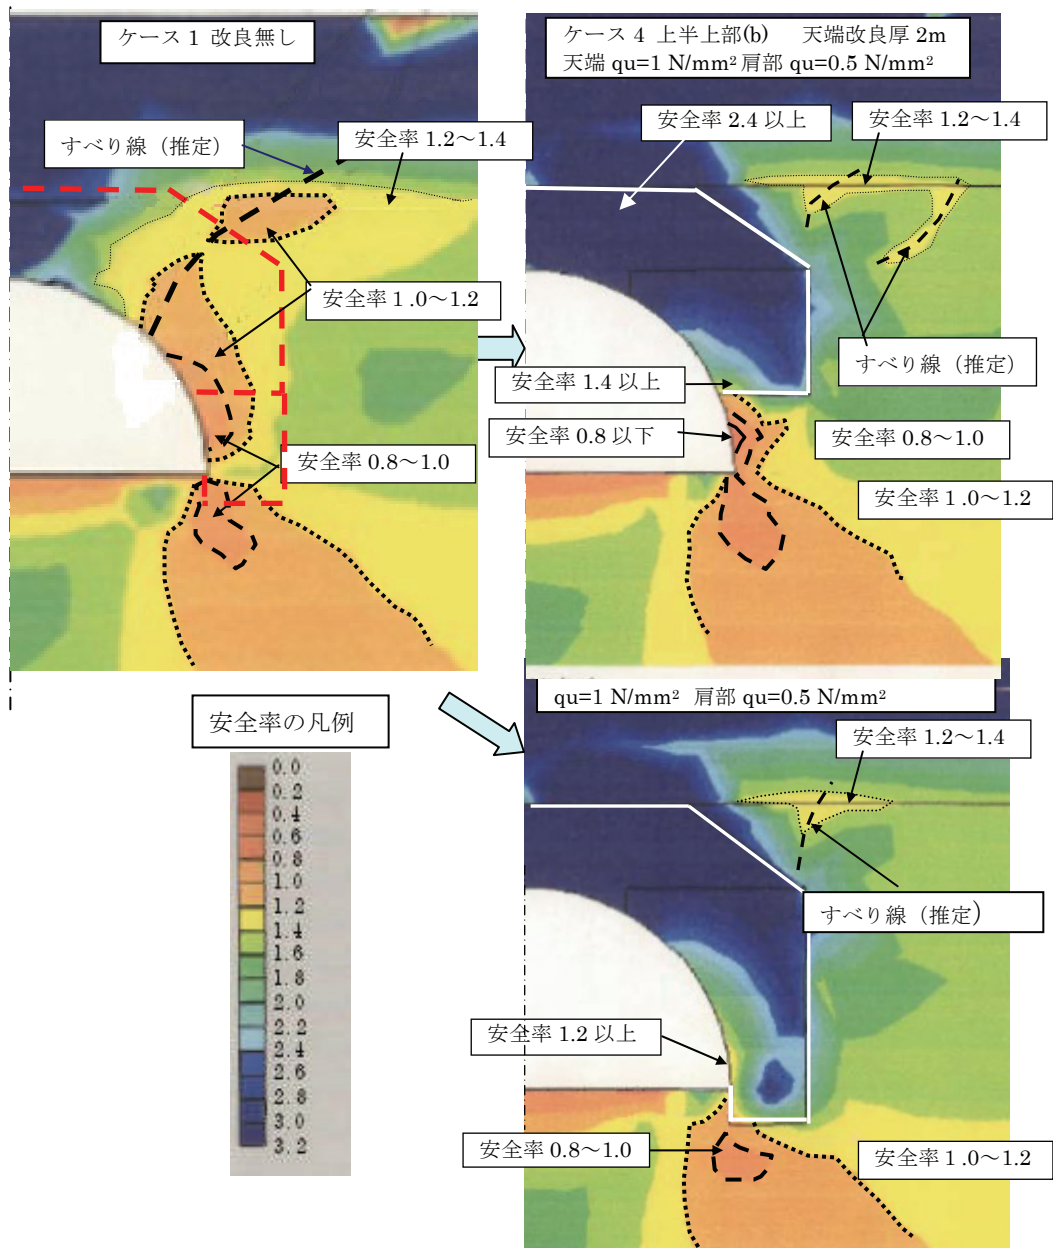 ケース1 改良無し
すべり線（推定）
安全率 1.2～1.4
安全率 1.0～1.2
安全率 0.8～1.0
ケース4 上半上部(b) 天端改良厚 2m
天端 qu=1 N/mm² 肩部 qu=0.5 N/mm²
安全率 2.4 以上
安全率 1.2～1.4
すべり線（推定）
安全率 1.4 以上
安全率 0.8 以下
安全率 0.8～1.0
安全率 1.0～1.2
qu=1 N/mm² 肩部 qu=0.5 N/mm²
安全率 1.2～1.4
すべり線（推定）
安全率 1.2 以上
安全率 0.8～1.0
安全率 1.0～1.2
安全率の凡例
0.0
0.2
0.4
0.6
0.8
1.0
1.2
1.4
1.6
1.8
2.0
2.2
2.4
2.6
2.8
3.0
3.2